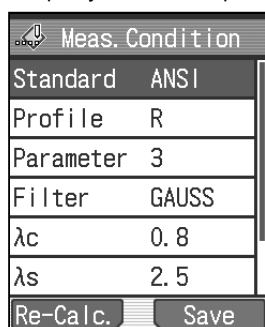 Meas. Condition
Standard ANSI
Profile R
Parameter 3
Filter GAUSS
λc 0.8
λs 2.5
Re-Calc. Save